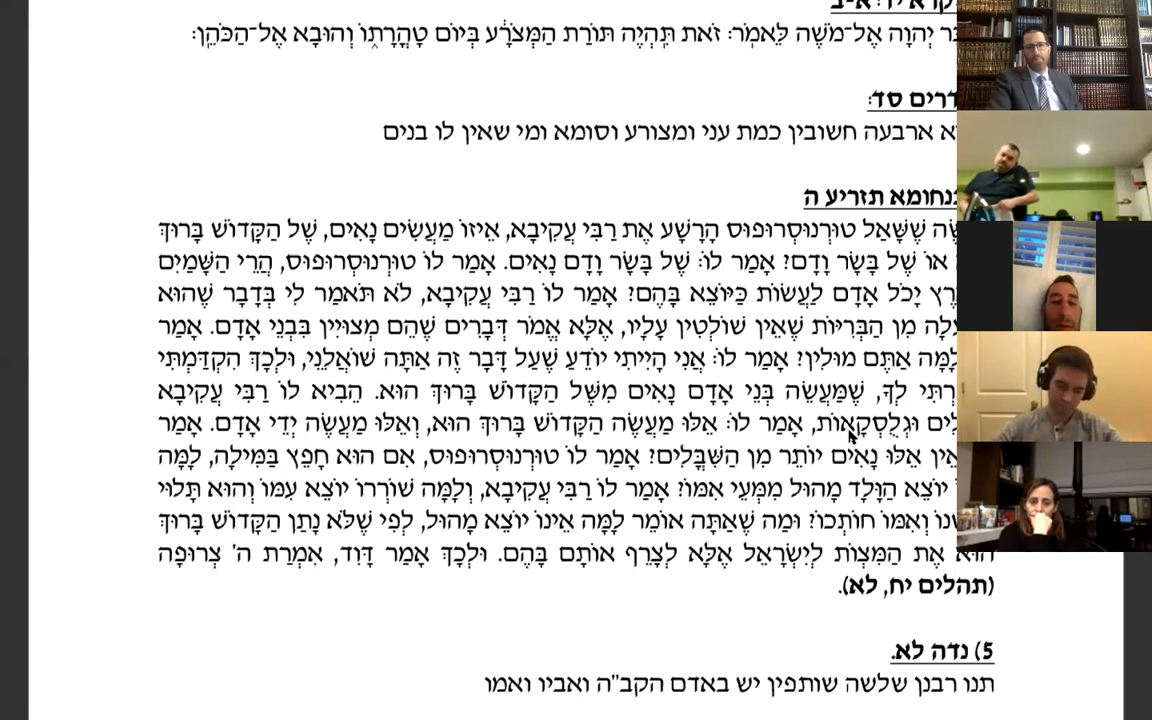 דַבֵּר יְהוָה אֶל־מֹשֶׁה לֵּאמֹר׃ זֹאת תִּהְיֶה תּוֹרַת הַמְּצֹרָע בְּיוֹם טָהֳרָתוֹ וְהוּבָא אֶל־הַכֹּהֵן׃
סד:
ארבעה חשובין כמת עני ומצורע וסומא ומי שאין לו בנים
תזריע ה
שֶׁשָּׁאַל טוּרְנוּסְרוּפוּס הָרָשָׁע אֶת רַבִּי עֲקִיבָא, אֵיזוֹ מַעֲשִׂים נָאִים, שֶׁל הַקָּדוֹשׁ בָּרוּךְ
אוֹ שֶׁל בָּשָׂר וָדָם? אָמַר לוֹ: שֶׁל בָּשָׂר וָדָם נָאִים. אָמַר לוֹ טוּרְנוּסְרוּפוּס, הֲרֵי הַשָּׁמַיִם
יָכֹל אָדָם לַעֲשׂוֹת כַּיּוֹצֵא בָּהֶם? אָמַר לוֹ רַבִּי עֲקִיבָא, לֹא תֹּאמַר לִי בְּדָבָר שֶׁהוּא
מִן הַבְּרִיּוֹת שֶׁאֵין שׁוֹלְטִין עָלָיו, אֶלָּא אֱמֹר דְּבָרִים שֶׁהֵם מְצוּיִין בִּבְנֵי אָדָם. אָמַר
לָמָּה אַתֶּם מוּלִין? אָמַר לוֹ: אֲנִי הָיִיתִי יוֹדֵעַ שֶׁעַל דָּבָר זֶה אַתָּה שׁוֹאֲלֵנִי, וּלְכָךְ הִקְדַּמְתִּי
לְךָ, שֶׁמַּעֲשֵׂה בְּנֵי אָדָם נָאִים מִשֶּׁל הַקָּדוֹשׁ בָּרוּךְ הוּא. הֵבִיא לוֹ רַבִּי עֲקִיבָא
וּגְלֻסְקָאוֹת, אָמַר לוֹ: אֵלּוּ מַעֲשֵׂה הַקָּדוֹשׁ בָּרוּךְ הוּא, וְאֵלּוּ מַעֲשֵׂה יְדֵי אָדָם. אָמַר
אֵין אֵלּוּ נָאִים יוֹתֵר מִן הַשִּׁבֳּלִים? אָמַר לוֹ טוּרְנוּסְרוּפוּס, אִם הוּא חָפֵץ בַּמִּילָה, לָמָּה
יוֹצֵא הַוָּלָד מָהוּל מִמְּעֵי אִמּוֹ? אָמַר לוֹ רַבִּי עֲקִיבָא, וְלָמָּה שׁוֹרְרוֹ יוֹצֵא עִמּוֹ וְהוּא תָּלוּי
וְאִמּוֹ חוֹתְכוֹ? וּמַה שֶּׁאַתָּה אוֹמֵר לָמָּה אֵינוֹ יוֹצֵא מָהוּל, לְפִי שֶׁלֹּא נָתַן הַקָּדוֹשׁ בָּרוּךְ
הוּא אֶת הַמִּצְוֹת לְיִשְׂרָאֵל אֶלָּא לְצָרֵף אוֹתָם בָּהֶם. וּלְכָךְ אָמַר דָּוִד, אִמְרַת ה' צְרוּפָה
(תהלים יח, לא).
5) נדה לא.
תנו רבנן שלשה שותפין יש באדם הקב"ה ואביו ואמו